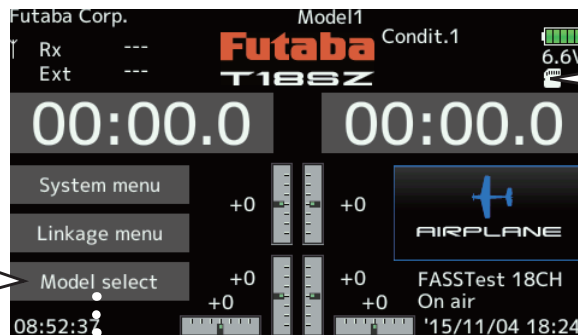 Futaba Corp. Model1
Rx --- Futaba Condit.1
Ext --- T18SZ 6.6V
00:00.0 00:00.0
System menu
+0 +0
AIRPLANE
Linkage menu
Model select
+0 +0 FASSTest 18CH
+0 +0 On air
08:52:37 '15/11/04 18:24